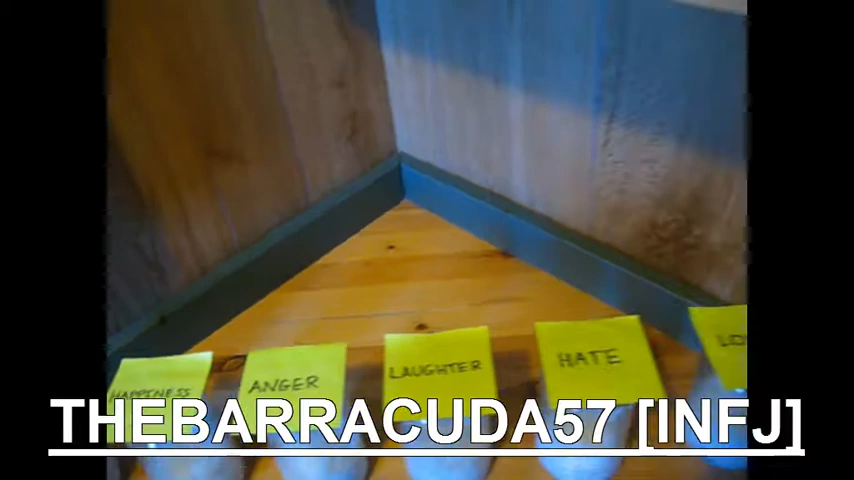 HAPPINESS
ANGER
LAUGHTER
HATE
THEBARRACUDA57 [INFJ]